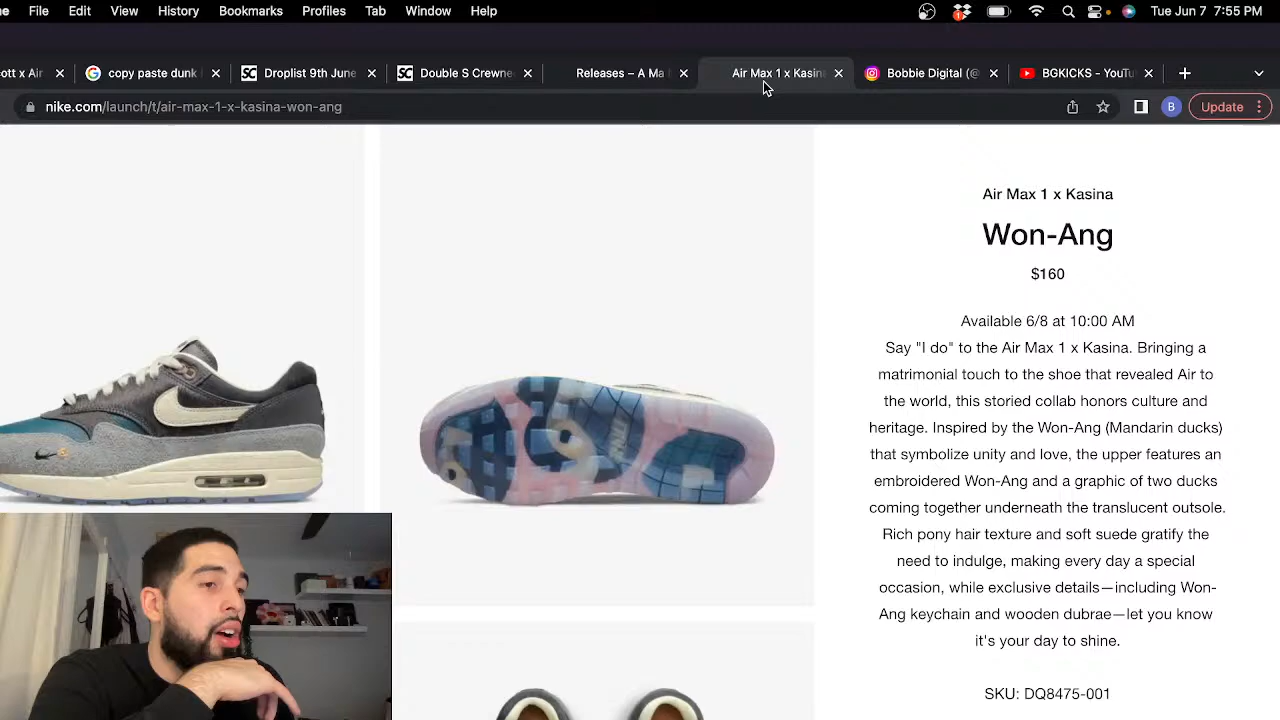 File Edit View History Bookmarks Profiles Tab Window Help Tue Jun 7 7:55 PM
ott x Air copy paste dunk Droplist 9th June Double S Crewne Releases – A Ma Air Max 1 x Kasina Bobbie Digital (@ BGKICKS - YouTu
nike.com/launch/t/air-max-1-x-kasina-won-ang B Update
Air Max 1 x Kasina
Won-Ang
$160
Available 6/8 at 10:00 AM
Say "I do" to the Air Max 1 x Kasina. Bringing a
matrimonial touch to the shoe that revealed Air to
the world, this storied collab honors culture and
heritage. Inspired by the Won-Ang (Mandarin ducks)
that symbolize unity and love, the upper features an
embroidered Won-Ang and a graphic of two ducks
coming together underneath the translucent outsole.
Rich pony hair texture and soft suede gratify the
need to indulge, making every day a special
occasion, while exclusive details—including Won-
Ang keychain and wooden dubrae—let you know
it's your day to shine.
SKU: DQ8475-001